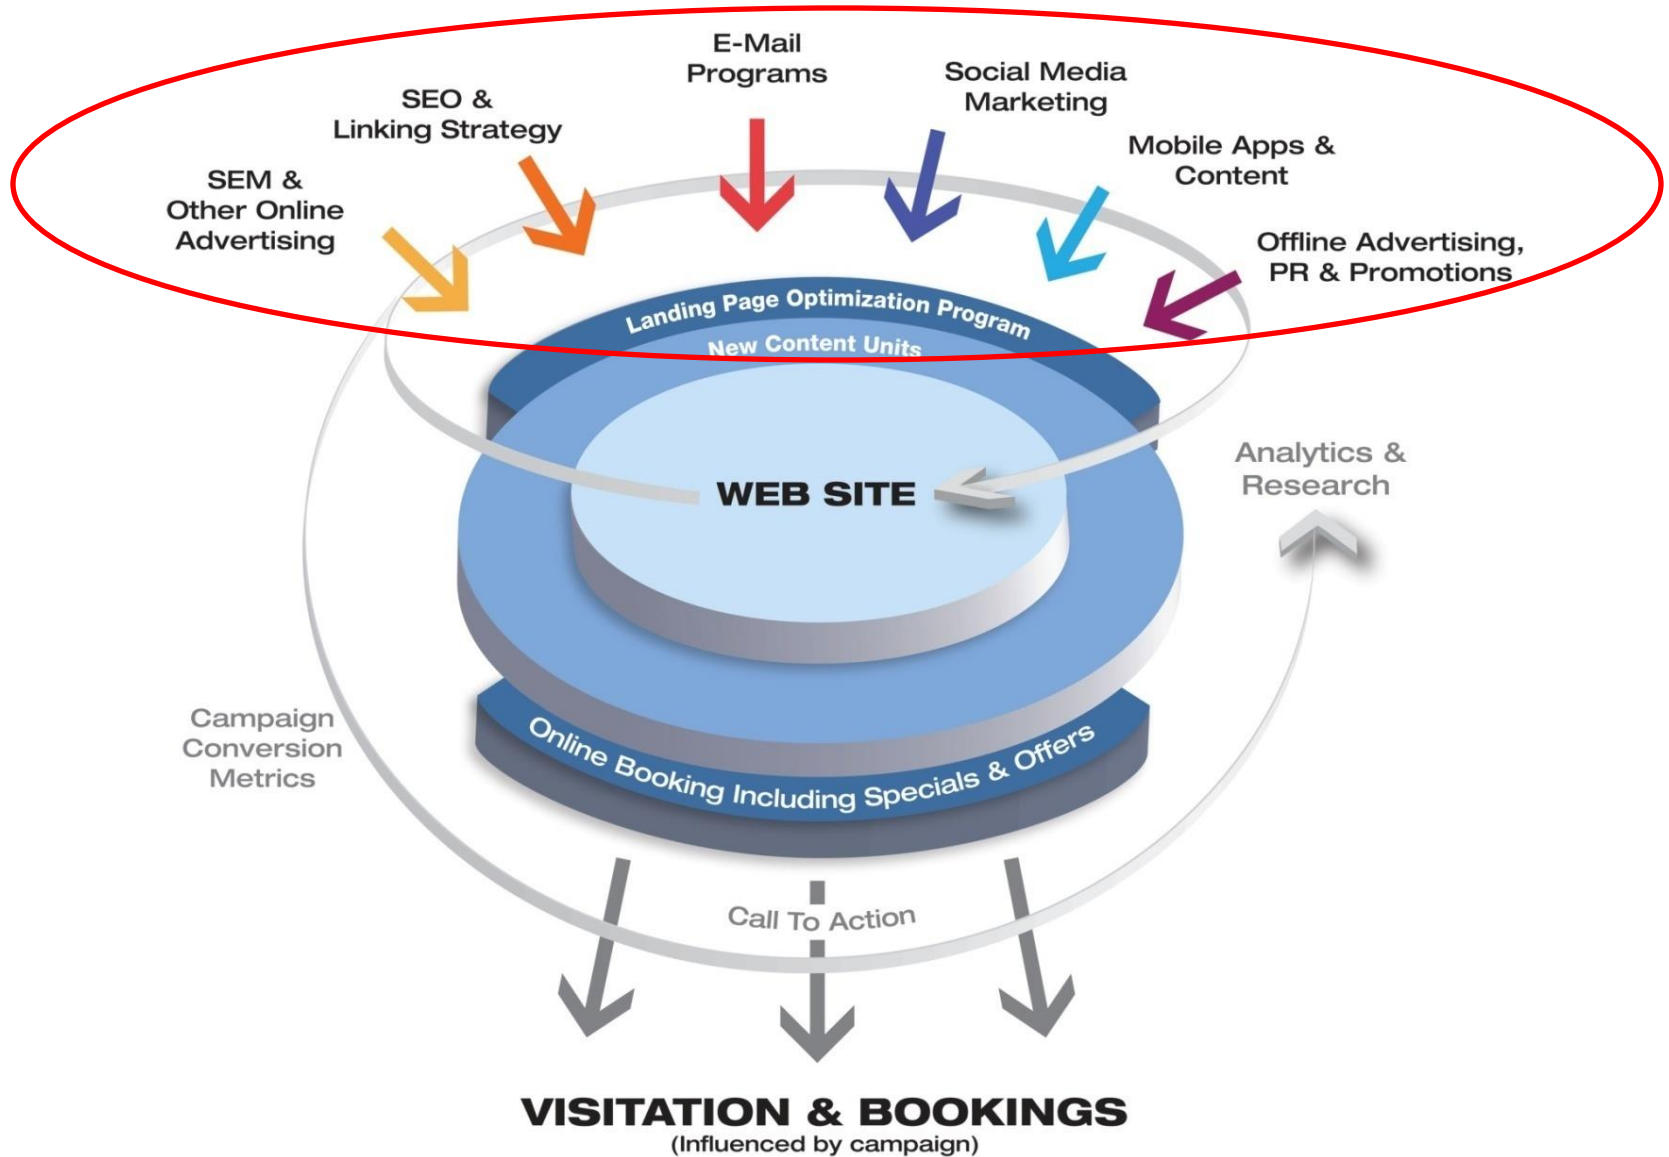 E-Mail
Programs
Social Media
Marketing
SEO &
Linking Strategy
Mobile Apps &
Content
SEM &
Other Online
Advertising
Offline Advertising,
PR & Promotions
Landing Page Optimization Program
New Content Units
WEB SITE
Analytics &
Research
Campaign
Conversion
Metrics
Online Booking Including Specials & Offers
Call To Action
VISITATION & BOOKINGS
(Influenced by campaign)